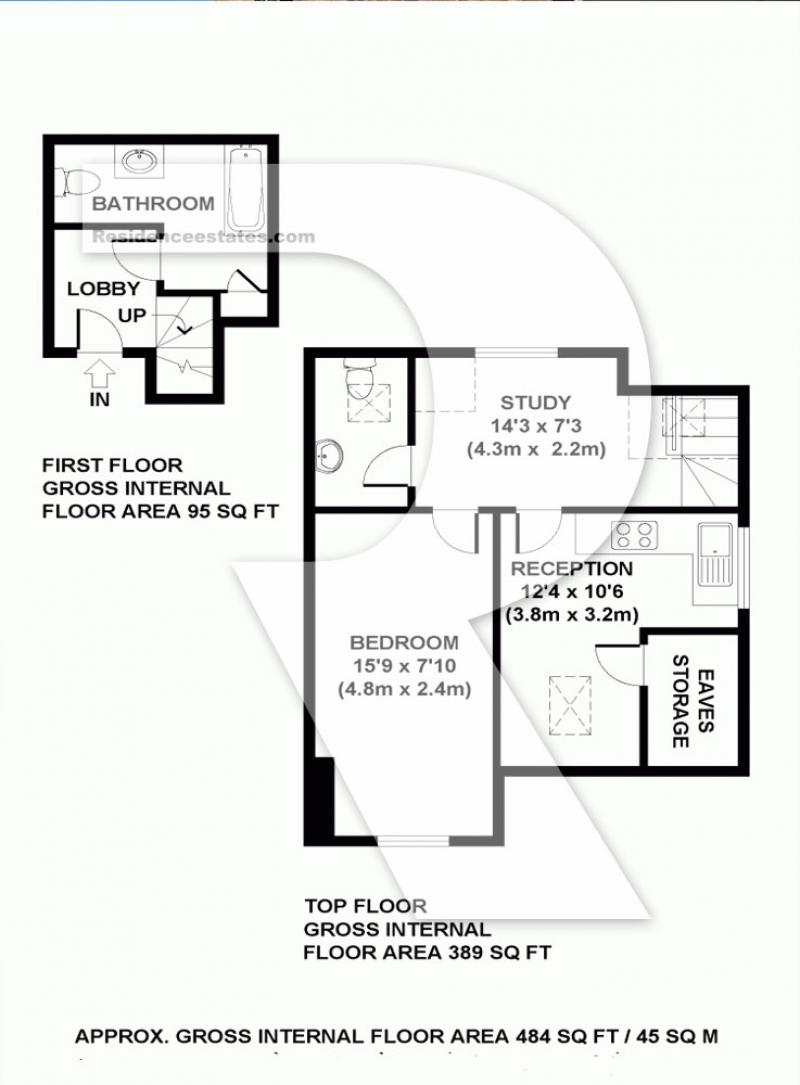 BATHROOM
Residenceestates.com
LOBBY
UP
IN
FIRST FLOOR
GROSS INTERNAL
FLOOR AREA 95 SQ FT
STUDY
14'3 x 7'3
(4.3m x 2.2m)
RECEPTION
12'4 x 10'6
(3.8m x 3.2m)
BEDROOM
15'9 x 7'10
(4.8m x 2.4m)
EAVES
STORAGE
TOP FLOOR
GROSS INTERNAL
FLOOR AREA 389 SQ FT
APPROX. GROSS INTERNAL FLOOR AREA 484 SQ FT / 45 SQ M